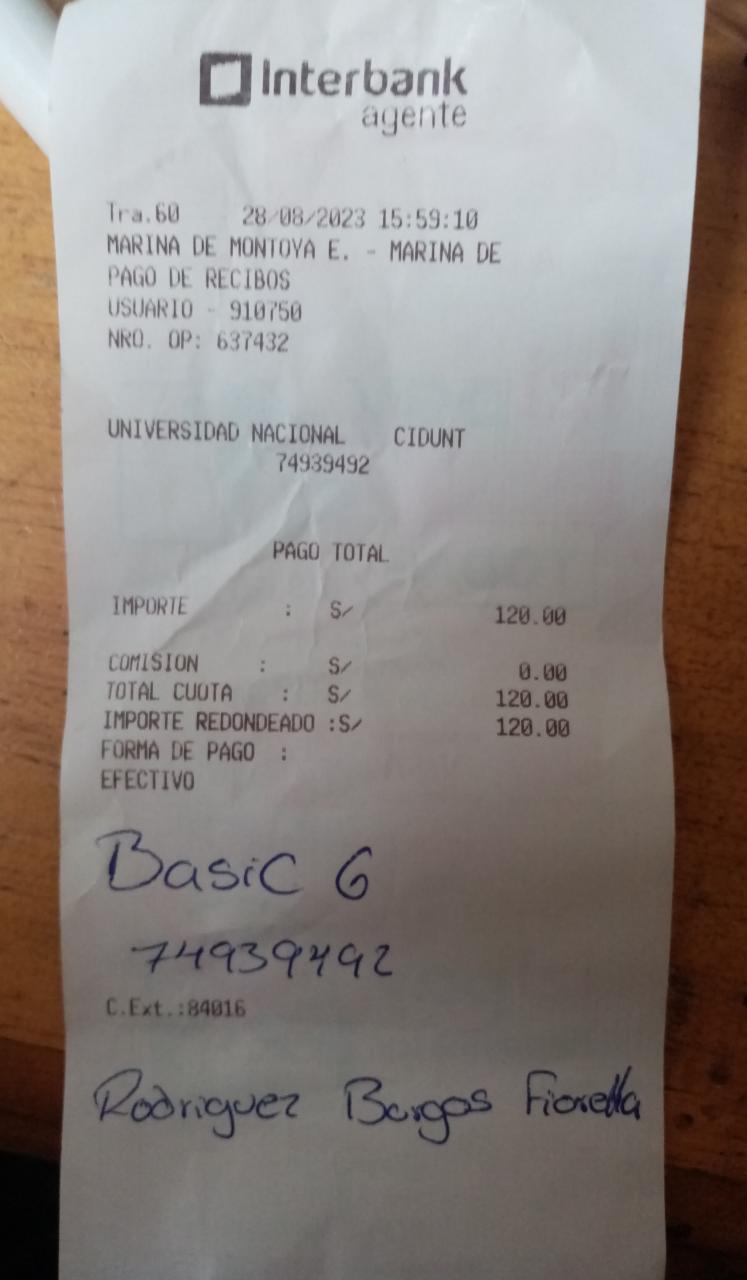 Interbank
agente
Tra.60 28/08/2023 15:59:10
MARINA DE MONTOYA E. - MARINA DE
PAGO DE RECIBOS
USUARIO - 910750
NRO. OP: 637432
UNIVERSIDAD NACIONAL CIDUNT
74939492
PAGO TOTAL
IMPORTE : S/ 120.00
COMISION : S/ 0.00
TOTAL CUOTA : S/ 120.00
IMPORTE REDONDEADO :S/ 120.00
FORMA DE PAGO :
EFECTIVO
Basic 6
74939492
C.Ext.:84016
Rodriguez Burgos Fiorella